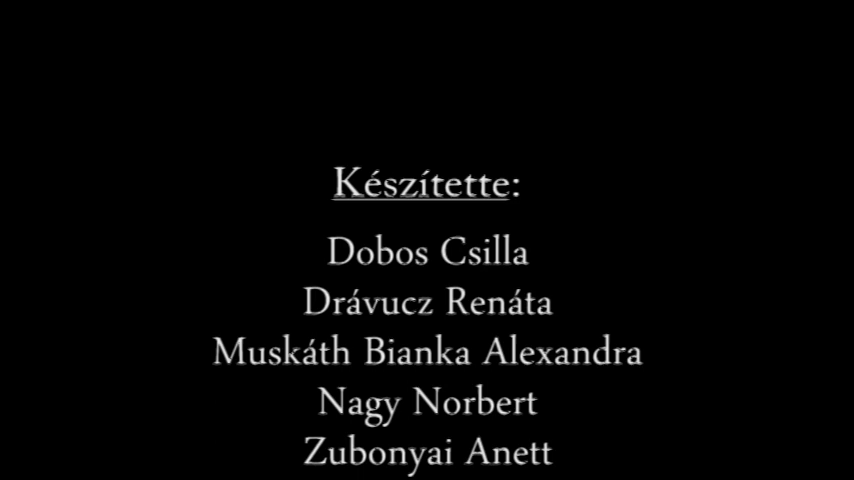 Készítette:
Dobos Csilla
Drávucz Renáta
Muskáth Bianka Alexandra
Nagy Norbert
Zubonyai Anett